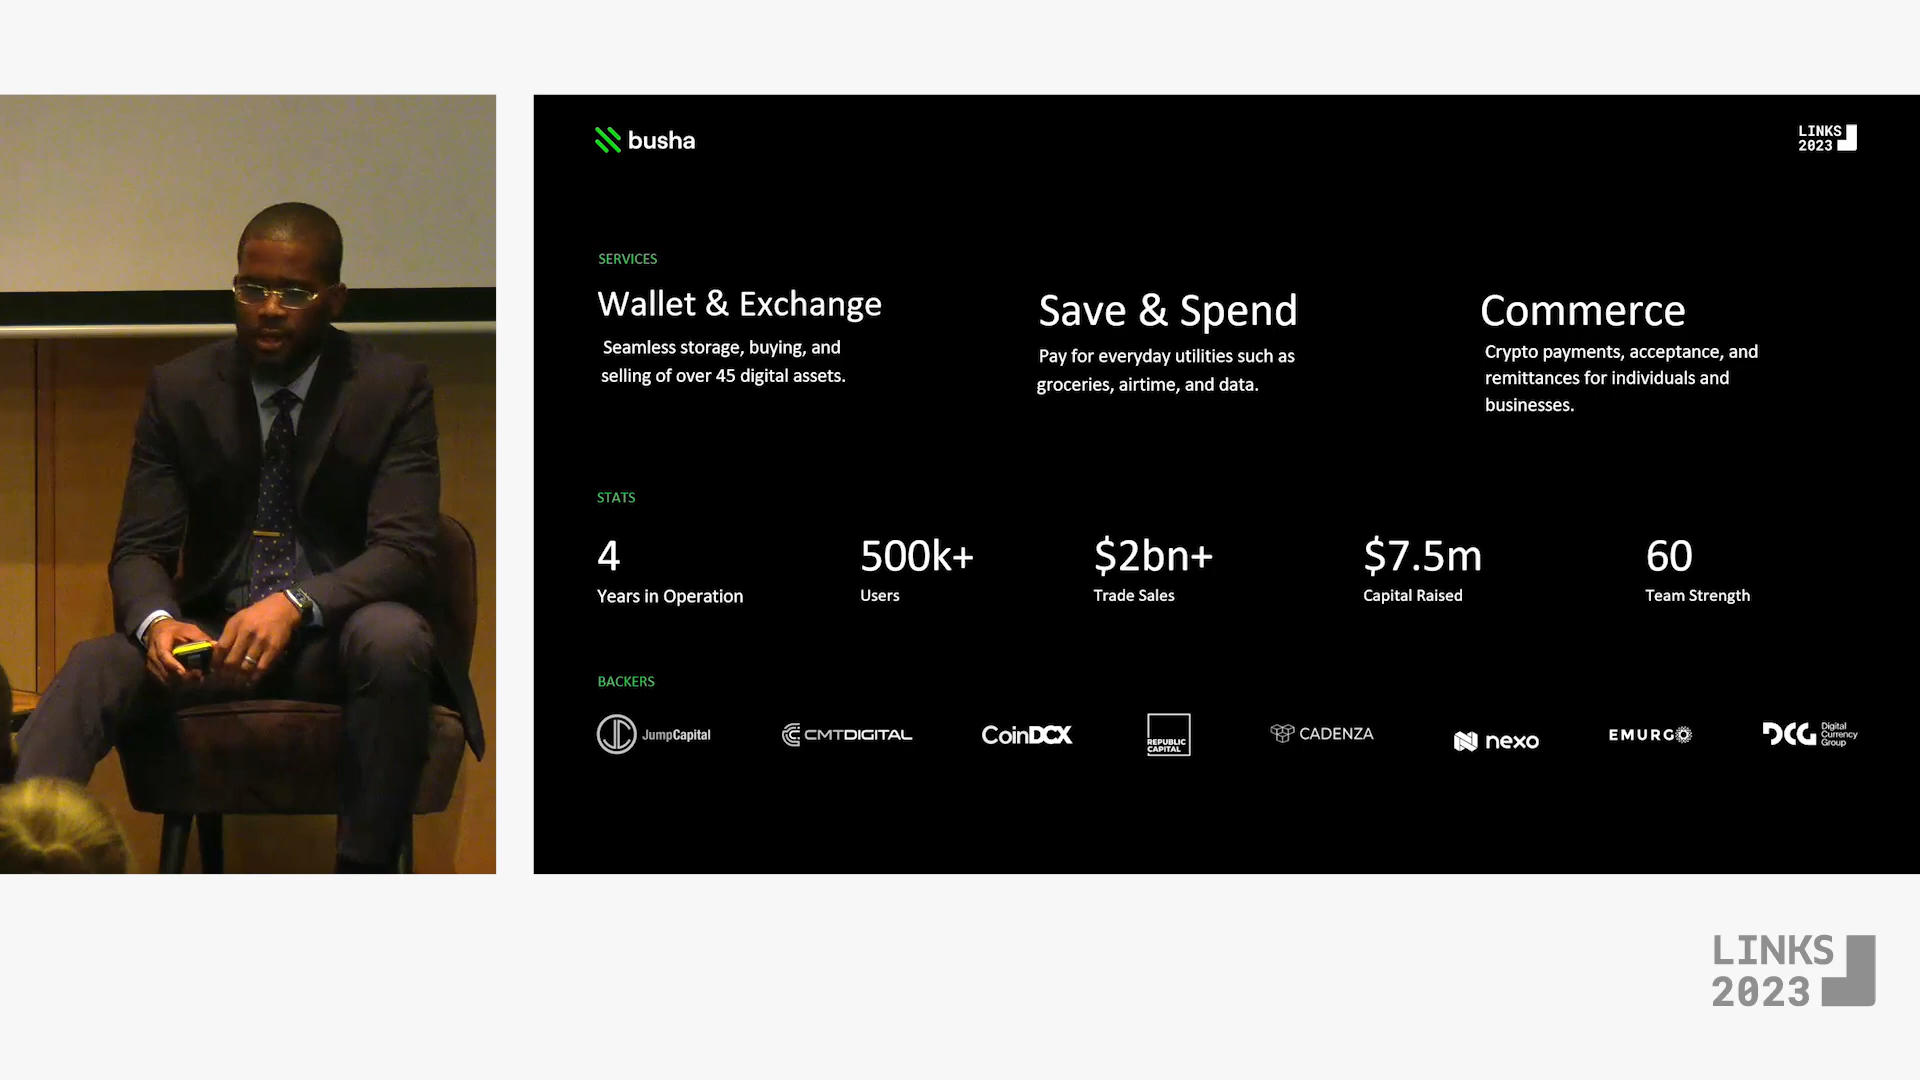 busha
LINKS
2023
SERVICES
Wallet & Exchange
Seamless storage, buying, and
selling of over 45 digital assets.
Save & Spend
Pay for everyday utilities such as
groceries, airtime, and data.
Commerce
Crypto payments, acceptance, and
remittances for individuals and
businesses.
STATS
4
Years in Operation
500k+
Users
$2bn+
Trade Sales
$7.5m
Capital Raised
60
Team Strength
BACKERS
JumpCapital
CMTDIGITAL
CoinDCX
REPUBLIC
CAPITAL
CADENZA
nexo
EMURGO
DCG
Digital
Currency
Group
LINKS
2023